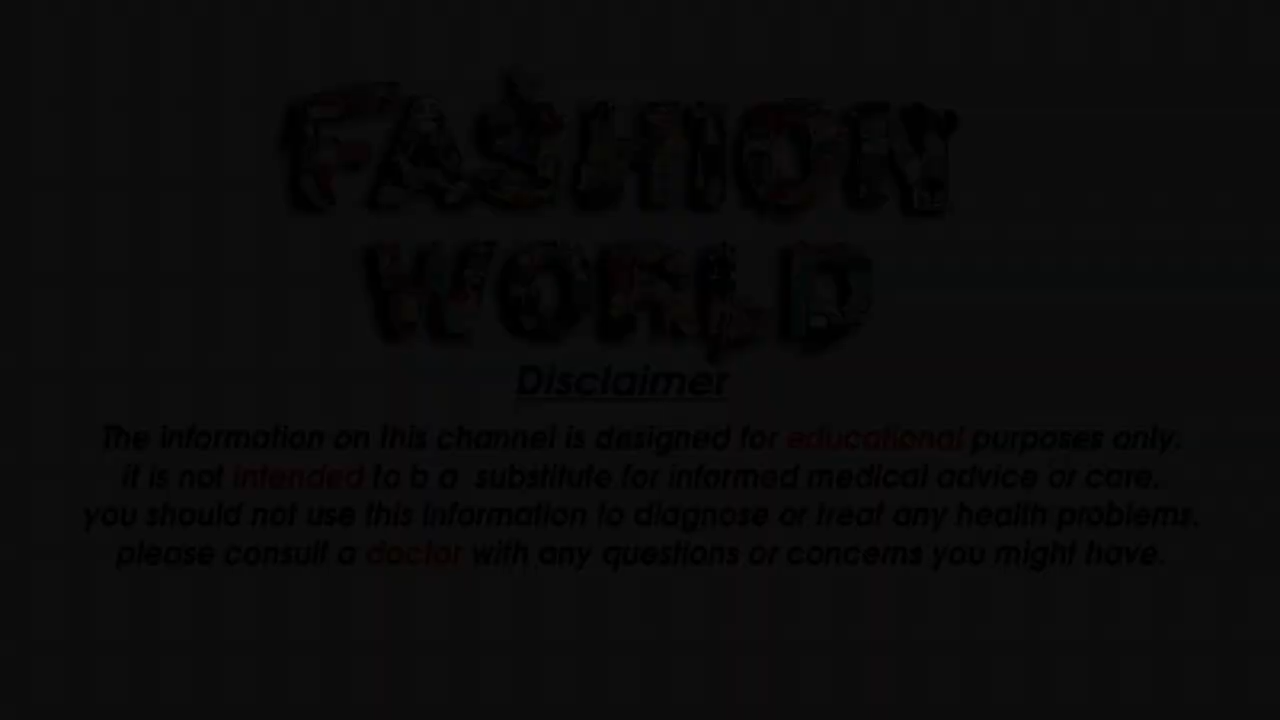 FASHION
WORLD
Disclaimer
The information on this channel is designed for educational purposes only.
it is not intended to b a substitute for informed medical advice or care.
you should not use this information to diagnose or treat any health problems.
please consult a doctor with any questions or concerns you might have.